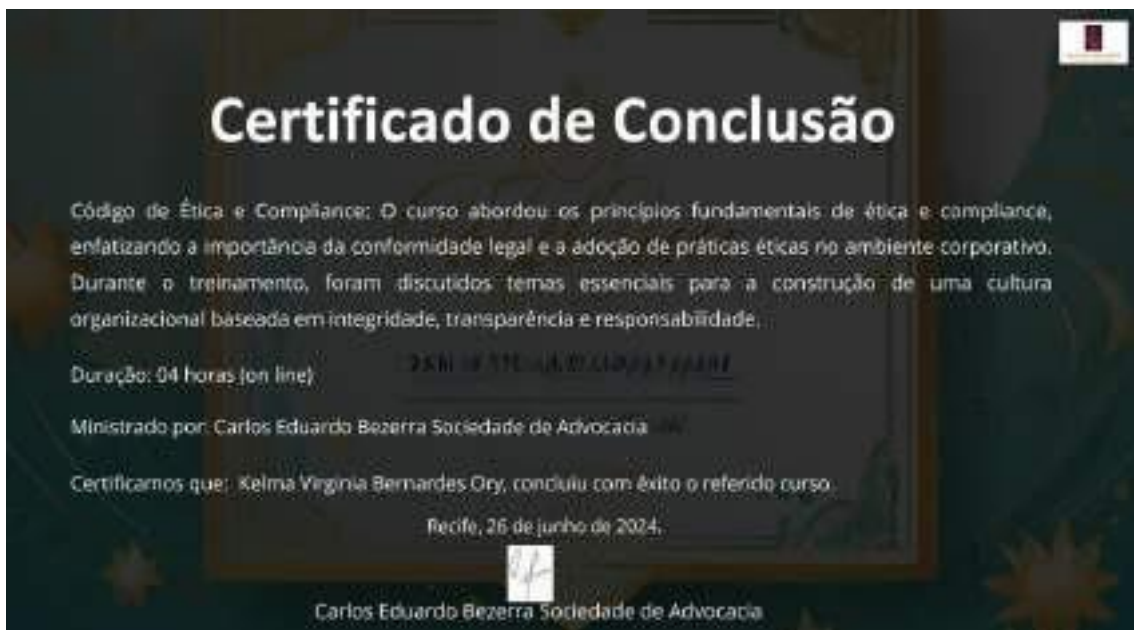 Certificado de Conclusão
Código de Ética e Compliance: O curso abordou os princípios fundamentais de ética e compliance,
enfatizando a importância da conformidade legal e a adoção de práticas éticas no ambiente corporativo.
Durante o treinamento, foram discutidos temas essenciais para a construção de uma cultura
organizacional baseada em integridade, transparência e responsabilidade.
Duração: 04 horas (on line)
Ministrado por: Carlos Eduardo Bezerra Sociedade de Advocacia
Certificamos que: Kelma Virginia Bernardes Ory, concluiu com êxito o referido curso.
Recife, 26 de junho de 2024.
Carlos Eduardo Bezerra Sociedade de Advocacia